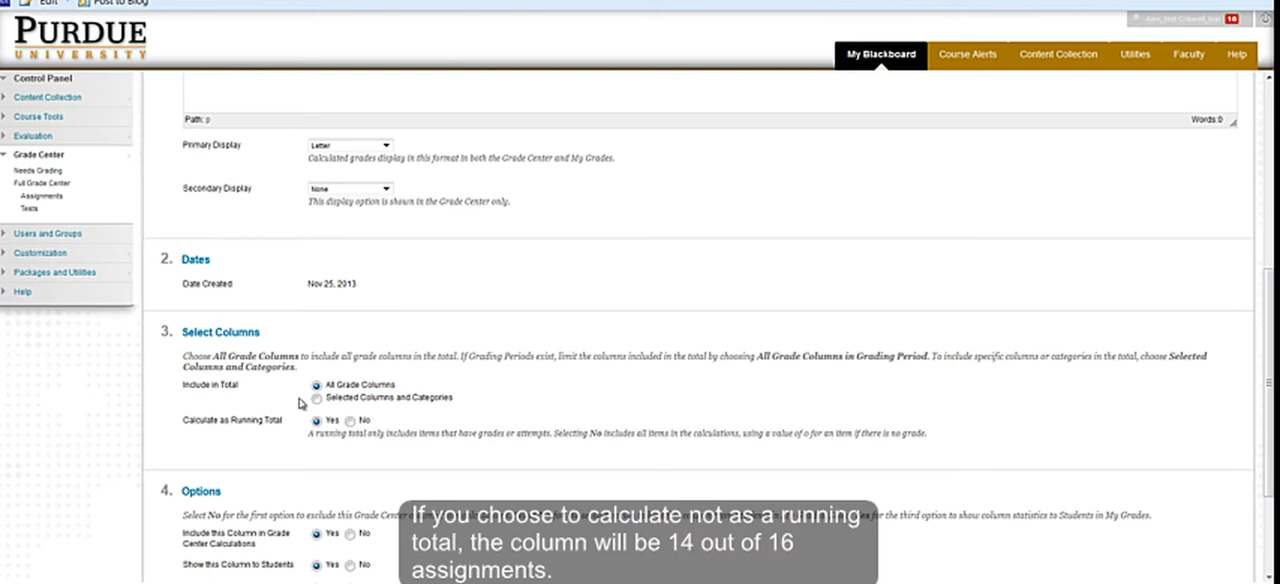 Edit
Post to Blog
PURDUE
UNIVERSITY
10
My Blackboard
Course Alerts
Content Collection
Utilities
Faculty
Help
Control Panel
Content Collection
Course Tools
Evaluation
Grade Center
Needs Grading
Full Grade Center
Assignments
Tests
Users and Groups
Customization
Packages and Utilities
Help
Path: p
Words:0
Primary Display
Letter
Calculated grades display in this format in both the Grade Center and My Grades.
Secondary Display
None
This display option is shown in the Grade Center only.
2. Dates
Date Created
Nov 25, 2013
3. Select Columns
Choose All Grade Columns to include all grade columns in the total. If Grading Periods exist, limit the columns included in the total by choosing All Grade Columns in Grading Period. To include specific columns or categories in the total, choose Selected
Columns and Categories.
Include in Total
All Grade Columns
Selected Columns and Categories
Calculate as Running Total
Yes No
A running total only includes items that have grades or attempts. Selecting No includes all items in the calculations, using a value of 0 for an item if there is no grade.
4. Options
Select No for the first option to exclude this Grade for the third option to show column statistics to Students in My Grades.
Include this Column in Grade
Center Calculations
Yes No
Show this Column to Students
Yes No
If you choose to calculate not as a running
total, the column will be 14 out of 16
assignments.